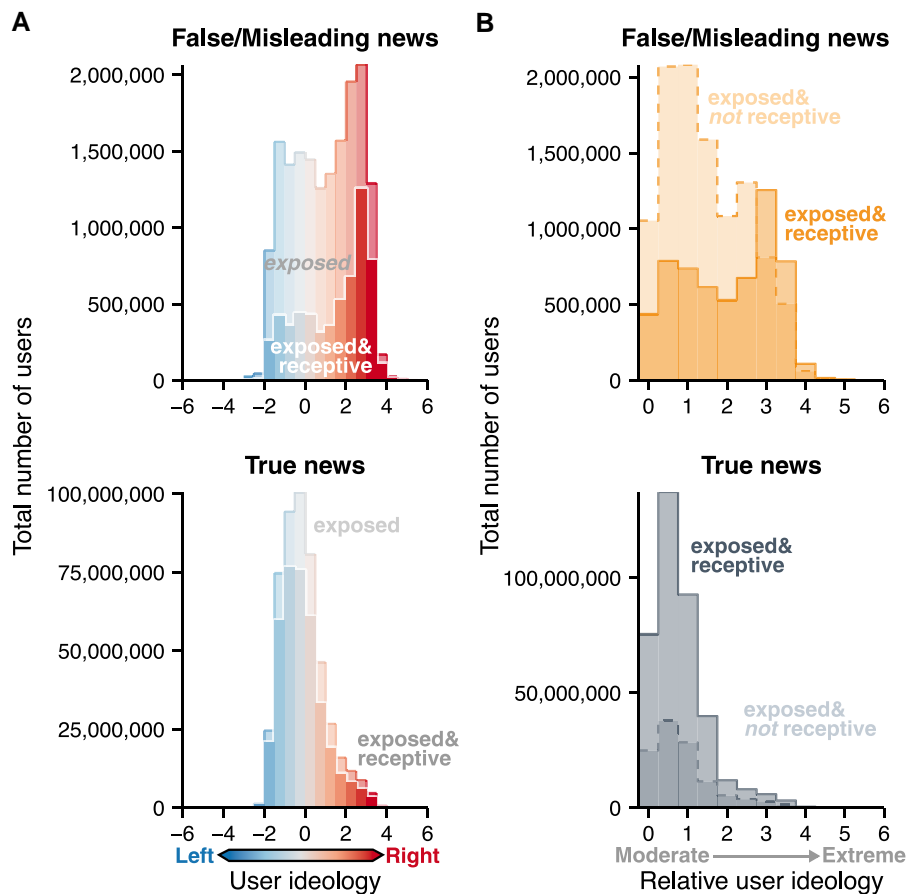 A
False/Misleading news
Total number of users
2,000,000
1,500,000
1,000,000
500,000
0
exposed
exposed&
receptive
−6 −4 −2 0 2 4 6
True news
100,000,000
75,000,000
50,000,000
25,000,000
0
exposed
exposed&
receptive
−6 −4 −2 0 2 4 6
Left Right
User ideology
B
False/Misleading news
Total number of users
2,000,000
1,500,000
1,000,000
500,000
0
exposed&
not receptive
exposed&
receptive
0 1 2 3 4 5 6
True news
100,000,000
50,000,000
0
exposed&
receptive
exposed&
not receptive
0 1 2 3 4 5 6
Moderate Extreme
Relative user ideology